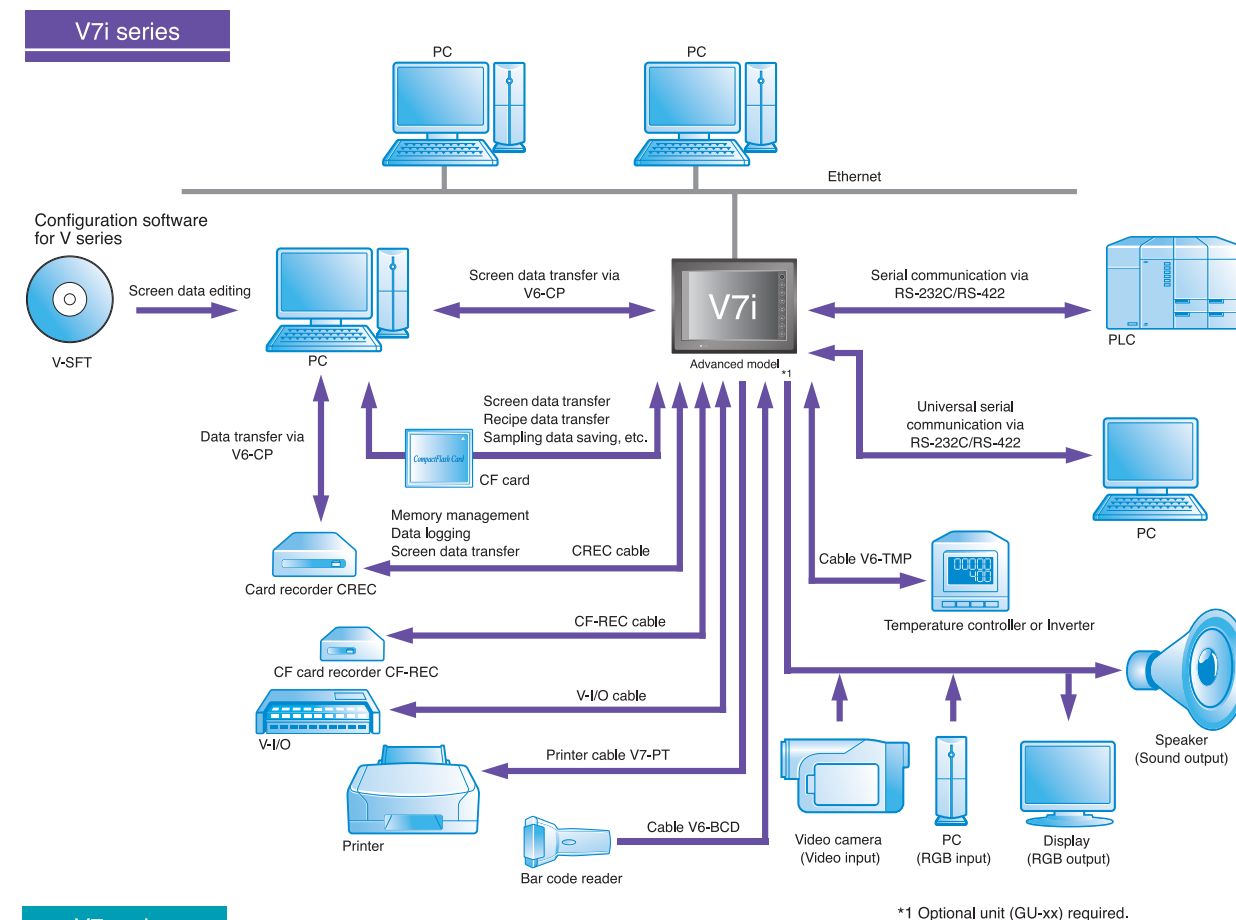 V7i series
PC
PC
Ethernet
Configuration software
for V series
Screen data editing
V-SFT
PC
Screen data transfer via
V6-CP
V7i
Advanced model
*1
Serial communication via
RS-232C/RS-422
PLC
Universal serial
communication via
RS-232C/RS-422
PC
Data transfer via
V6-CP
Screen data transfer
Recipe data transfer
Sampling data saving, etc.
CompactFlash Card
CF card
Memory management
Data logging
Screen data transfer
CREC cable
Card recorder CREC
Cable V6-TMP
00000
400
Temperature controller or Inverter
CF-REC cable
CF card recorder CF-REC
V-I/O cable
V-I/O
Printer cable V7-PT
Printer
Cable V6-BCD
Bar code reader
Video camera
(Video input)
PC
(RGB input)
Display
(RGB output)
Speaker
(Sound output)
*1 Optional unit (GU-xx) required.